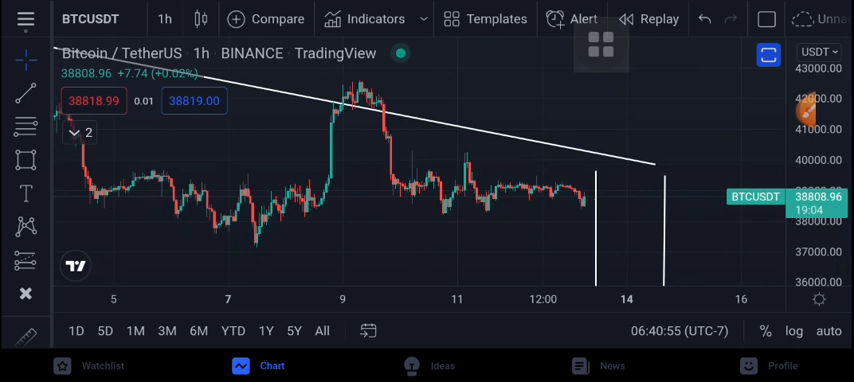 BTCUSDT 1h Compare Indicators Templates Alert Replay
Bitcoin / TetherUS · 1h · BINANCE · TradingView USDT
38808.96 +7.74 (+0.02%) 43000.00
38818.99 0.01 38819.00 42000.00
2 41000.00
40000.00
BTCUSDT 38808.96
19:04
38000.00
37000.00
36000.00
5 7 9 11 12:00 14 16
1D 5D 1M 3M 6M YTD 1Y 5Y All 06:40:55 (UTC-7) % log auto
Watchlist Chart Ideas News Profile